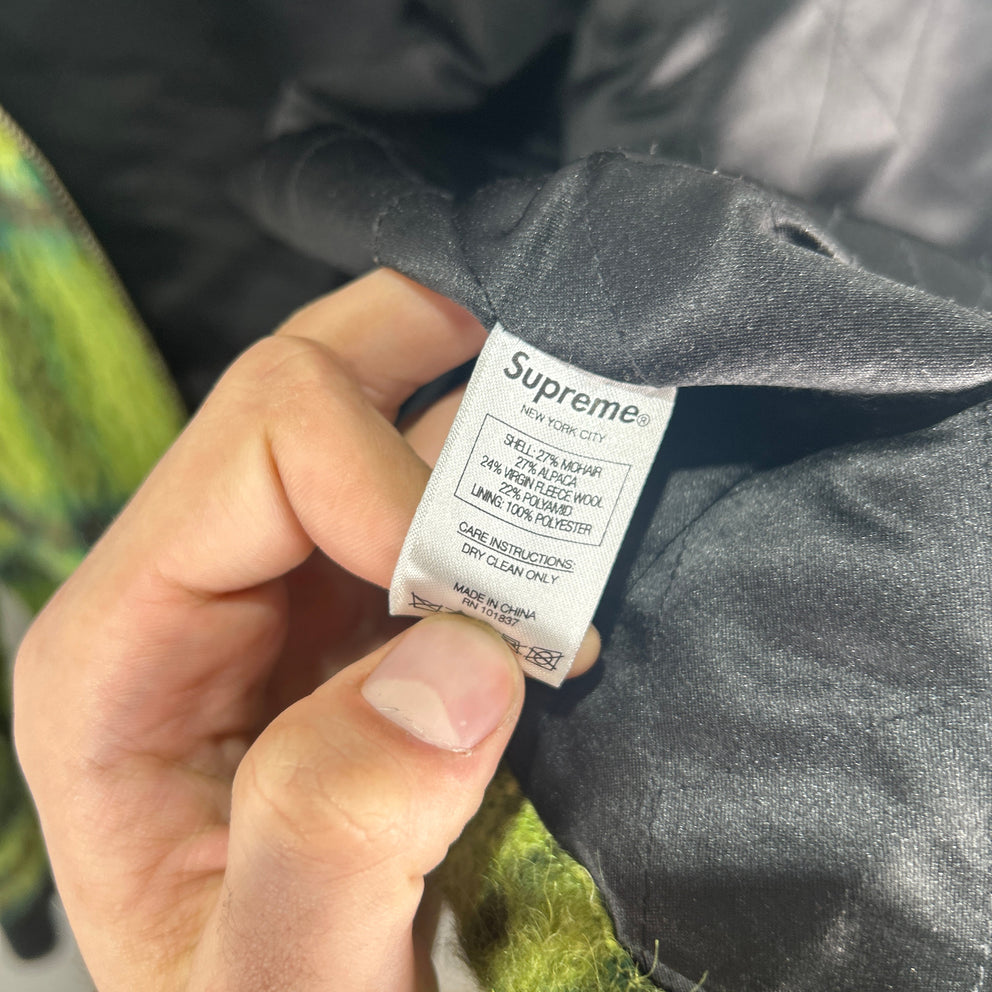 Supreme®
NEW YORK CITY
SHELL: 27% MOHAIR
27% ALPACA
24% VIRGIN FLEECE WOOL
22% POLYAMID
LINING: 100% POLYESTER
CARE INSTRUCTIONS:
DRY CLEAN ONLY
MADE IN CHINA
RN 101837